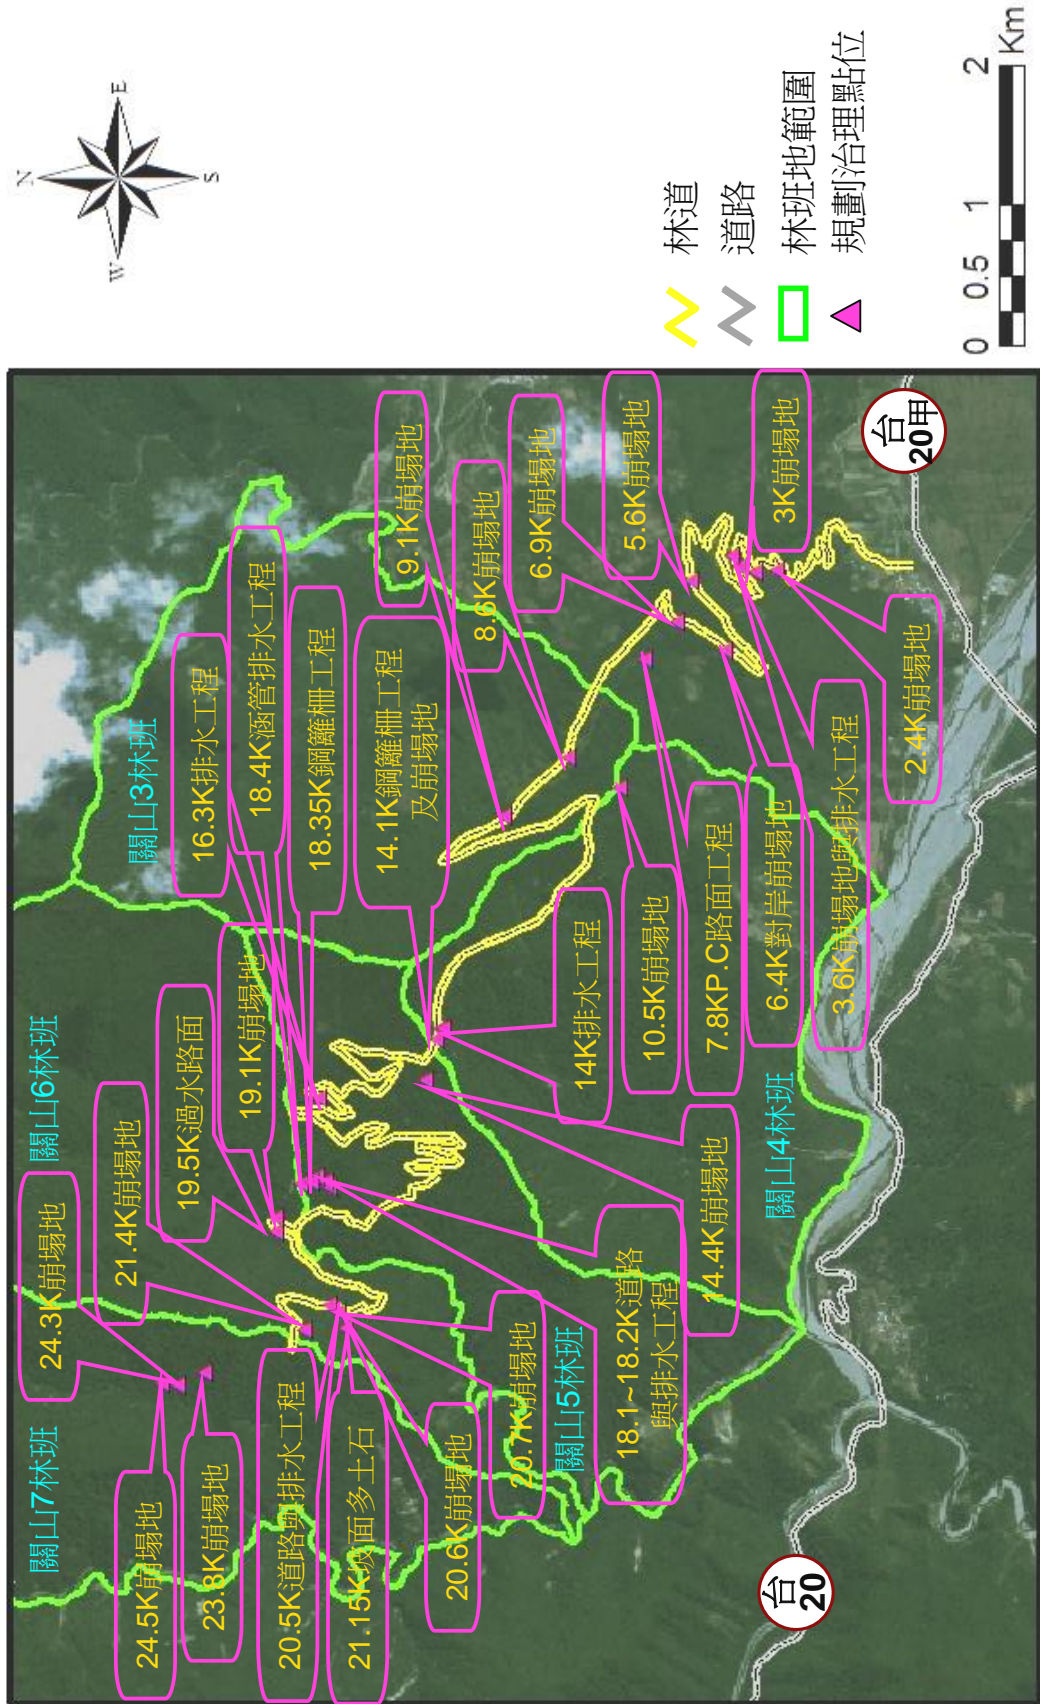 關山7林班
24.5K崩塌地
23.8K崩塌地
20.5K道路與排水工程
21.15K坡面多土石
20.6K崩塌地
20.7K崩塌地
關山5林班
18.1~18.2K道路
與排水工程
台
20
24.3K崩塌地
關山6林班
21.4K崩塌地
19.5K過水路面
19.1K崩塌地
14.4K崩塌地
關山4林班
關山3林班
16.3K排水工程
18.4K涵管排水工程
18.35K鋼籬柵工程
14.1K鋼籬柵工程
及崩塌地
14K排水工程
10.5K崩塌地
7.8KP.C路面工程
6.4K對岸崩塌地
3.6K崩塌地與排水工程
9.1K崩塌地
8.6K崩塌地
6.9K崩塌地
5.6K崩塌地
3K崩塌地
2.4K崩塌地
台
20甲
N
E
S
W
林道
道路
林班地範圍
規劃治理點位
0 0.5 1 2
Km